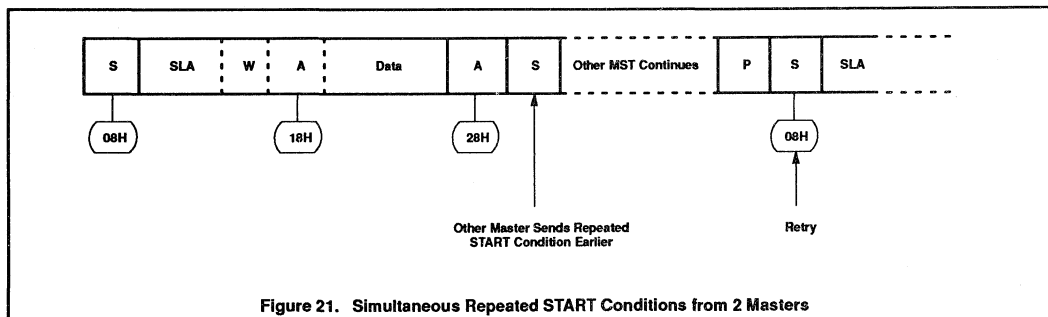 S SLA W A Data A S Other MST Continues P S SLA
08H 18H 28H 08H
Other Master Sends Repeated
START Condition Earlier
Retry
Figure 21. Simultaneous Repeated START Conditions from 2 Masters